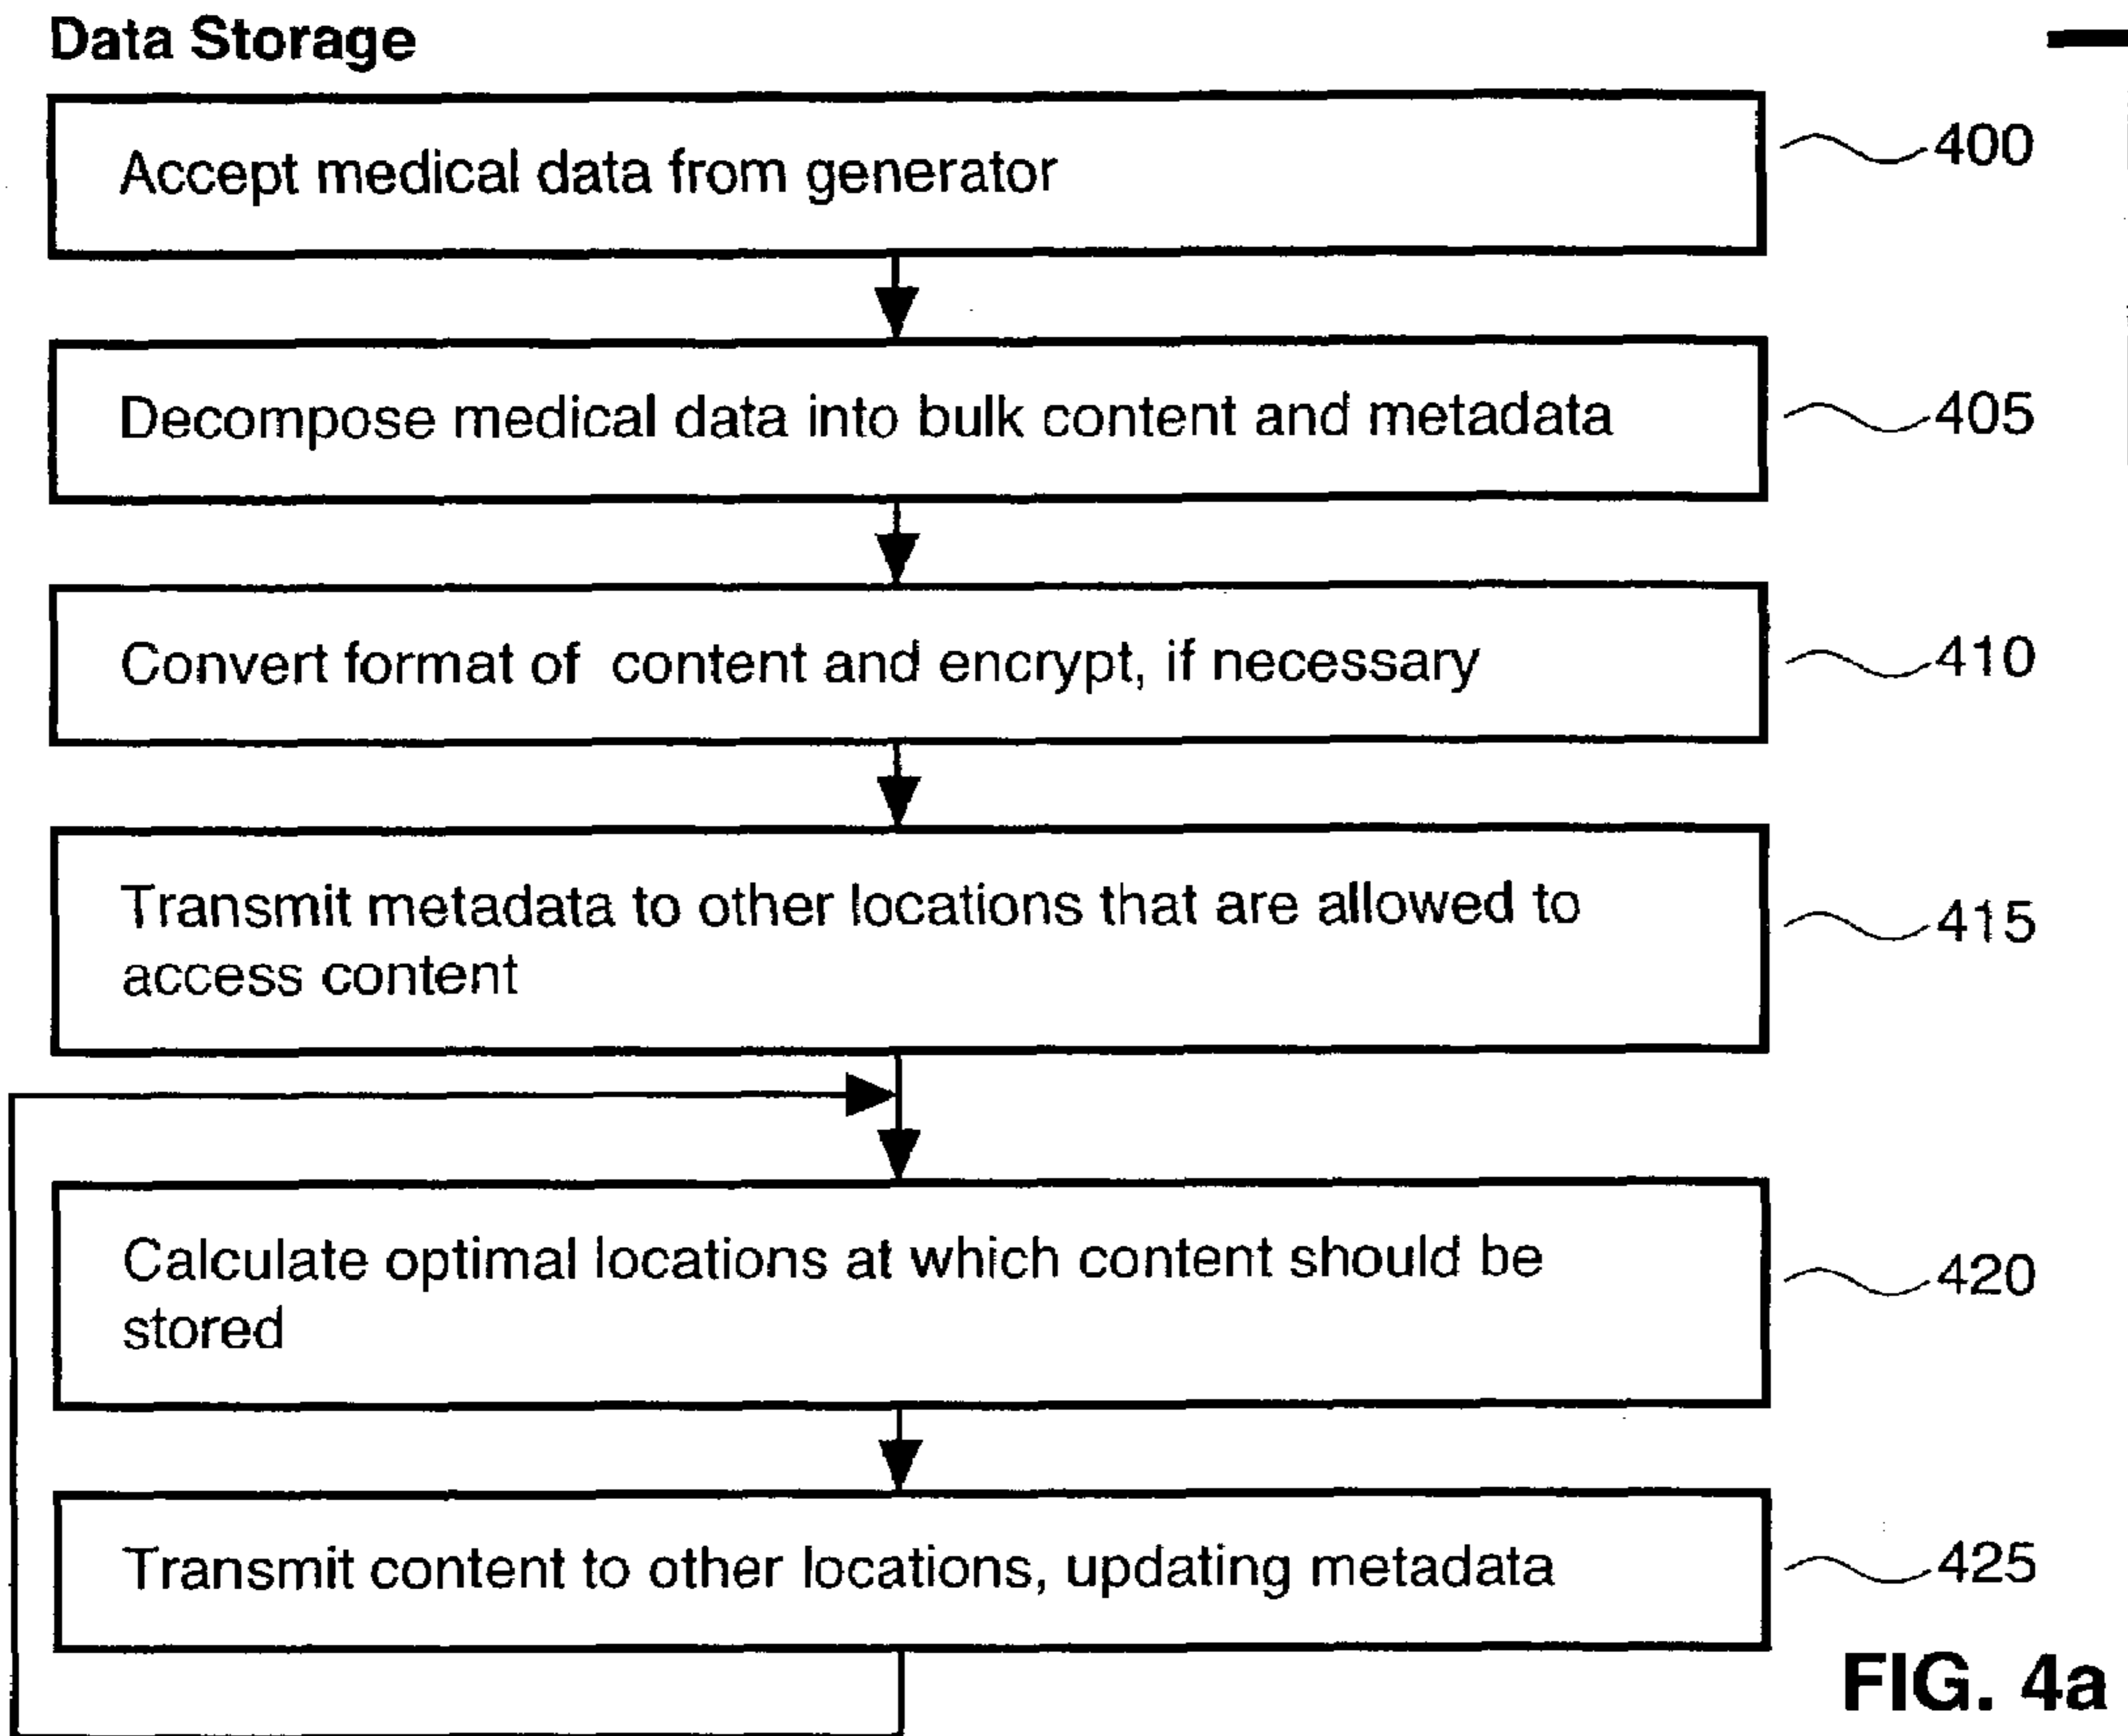 Data Storage
Accept medical data from generator
400
Decompose medical data into bulk content and metadata
405
Convert format of content and encrypt, if necessary
410
Transmit metadata to other locations that are allowed to
access content
415
Calculate optimal locations at which content should be
stored
420
Transmit content to other locations, updating metadata
425
FIG. 4a